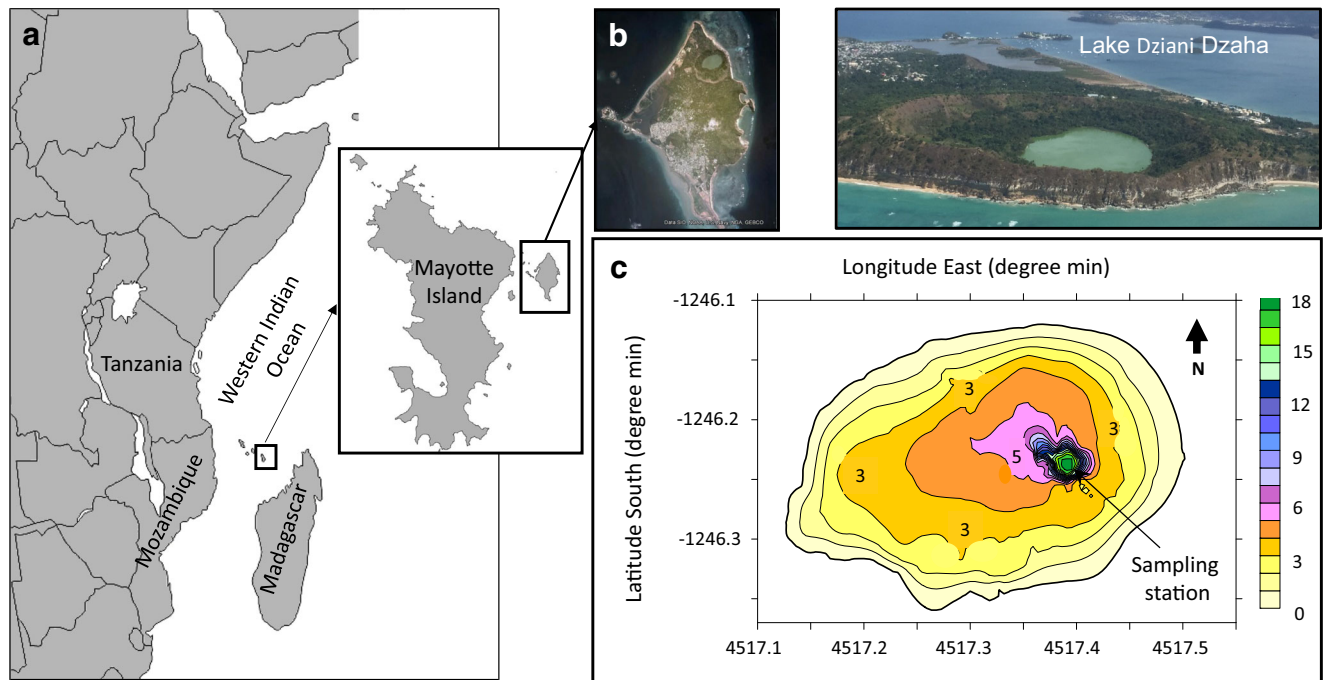 a
Tanzania
Mozambique
Madagascar
Western Indian
Ocean
Mayotte
Island
b
Lake Dziani Dzaha
c
Longitude East (degree min)
Latitude South (degree min)
-1246.1
-1246.2
-1246.3
4517.1
4517.2
4517.3
4517.4
4517.5
3
3
3
5
3
N
Sampling
station
18
15
12
9
6
3
0